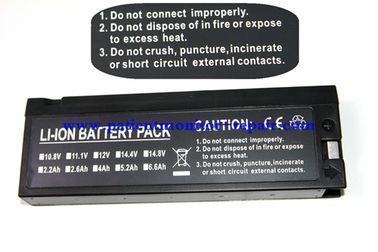 1. Do not connect improperly.
2. Do not dispose of in fire or expose
to excess heat.
3. Do not crush, puncture,incinerate
or short circuit external contacts.
LI-ION BATTERY PACK
10.8V 11.1V 12V 14.4V 14.8V
2.2Ah 2.6Ah 4Ah 5.2Ah 6.6Ah
CAUTION: CE
1. Do not connect improperly.
2. Do not dispose of in fire or expose
to excess heat.
3. Do not crush, puncture,incinerate
or short circuit external contacts.